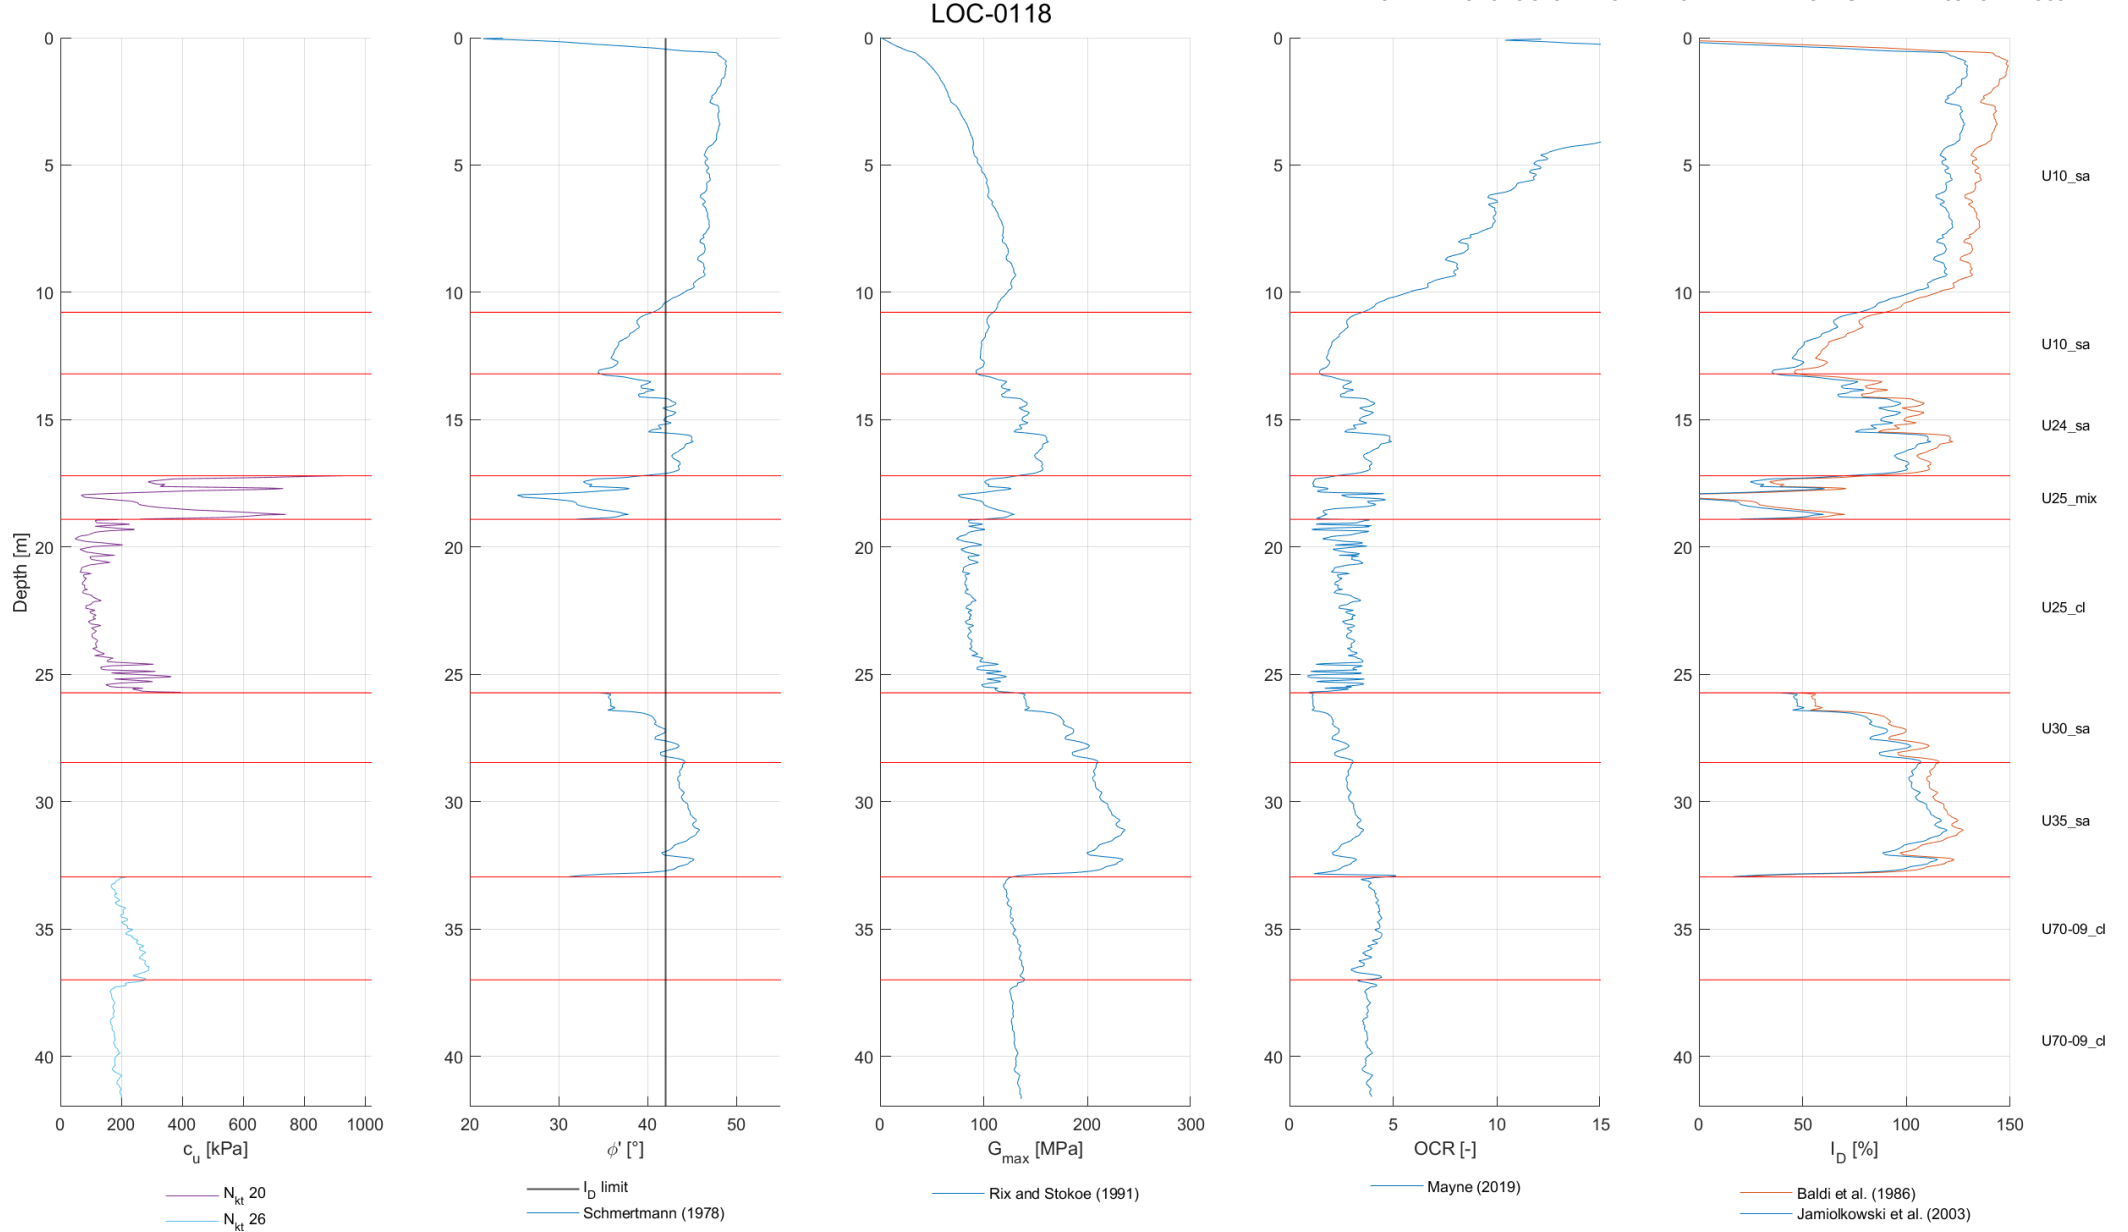 LOC-0118
0
5
10
15
20
25
30
35
40
Depth [m]
0 200 400 600 800 1000
c_u [kPa]
N_kt 20
N_kt 26
0
5
10
15
20
25
30
35
40
20 30 40 50
ϕ' [°]
I_D limit
Schmertmann (1978)
0
5
10
15
20
25
30
35
40
0 100 200 300
G_max [MPa]
Rix and Stokoe (1991)
0
5
10
15
20
25
30
35
40
0 5 10 15
OCR [-]
Mayne (2019)
0
5
10
15
20
25
30
35
40
0 50 100 150
I_D [%]
Baldi et al. (1986)
Jamiolkowski et al. (2003)
U10_sa
U10_sa
U24_sa
U25_mix
U25_cl
U30_sa
U35_sa
U70-09_cl
U70-09_cl